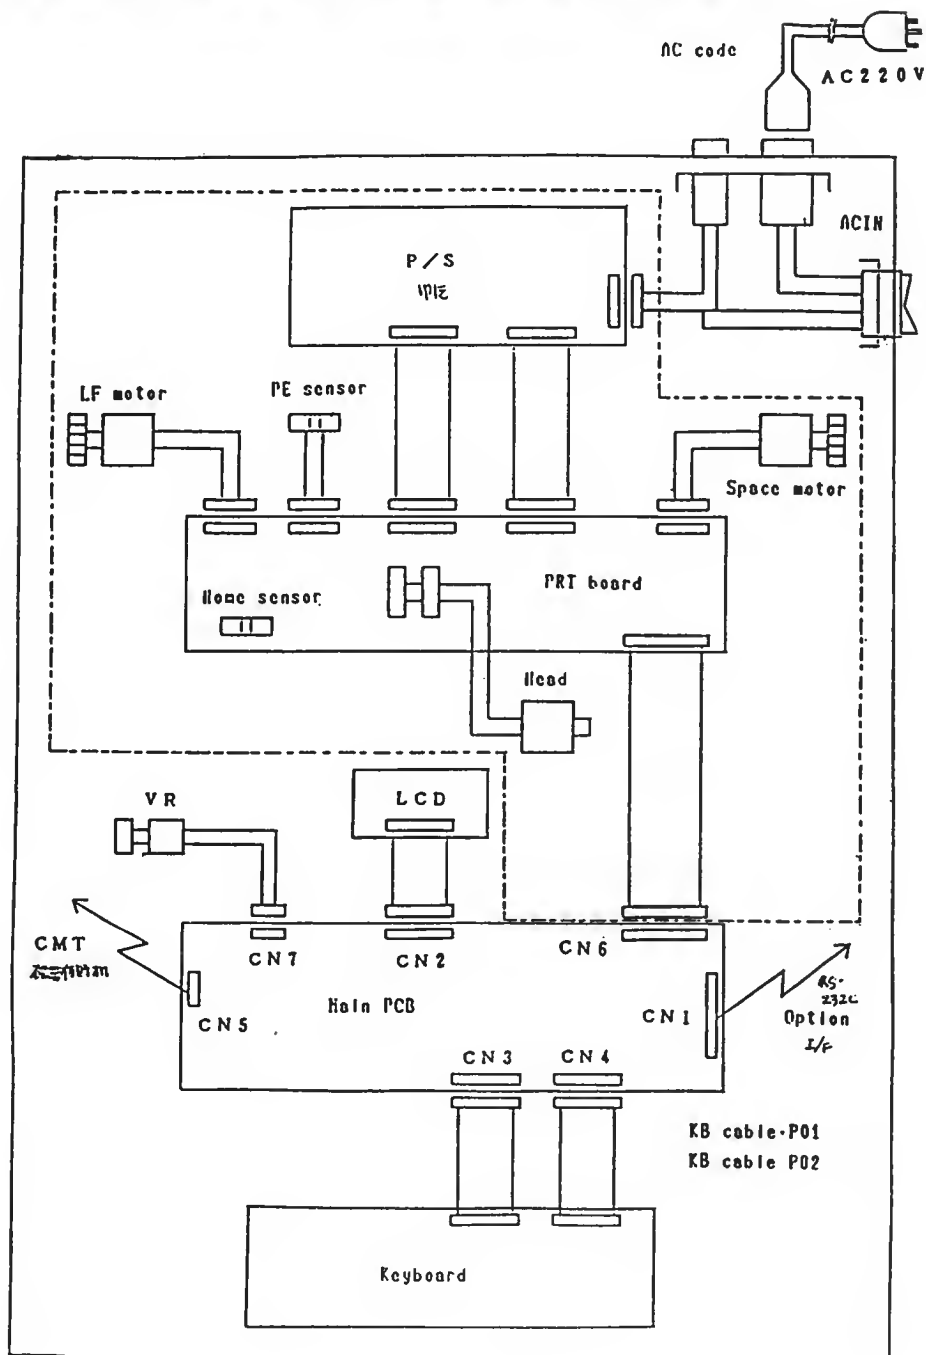 AC code
AC220V
ACIN
P/S
LF motor
PE sensor
Space motor
Home sensor
PRT board
Head
VR
LCD
CMT
CN7
CN2
CN6
CN5
Main PCB
CN1
RS-
232C
Option
I/F
CN3
CN4
KB cable P01
KB cable P02
Keyboard